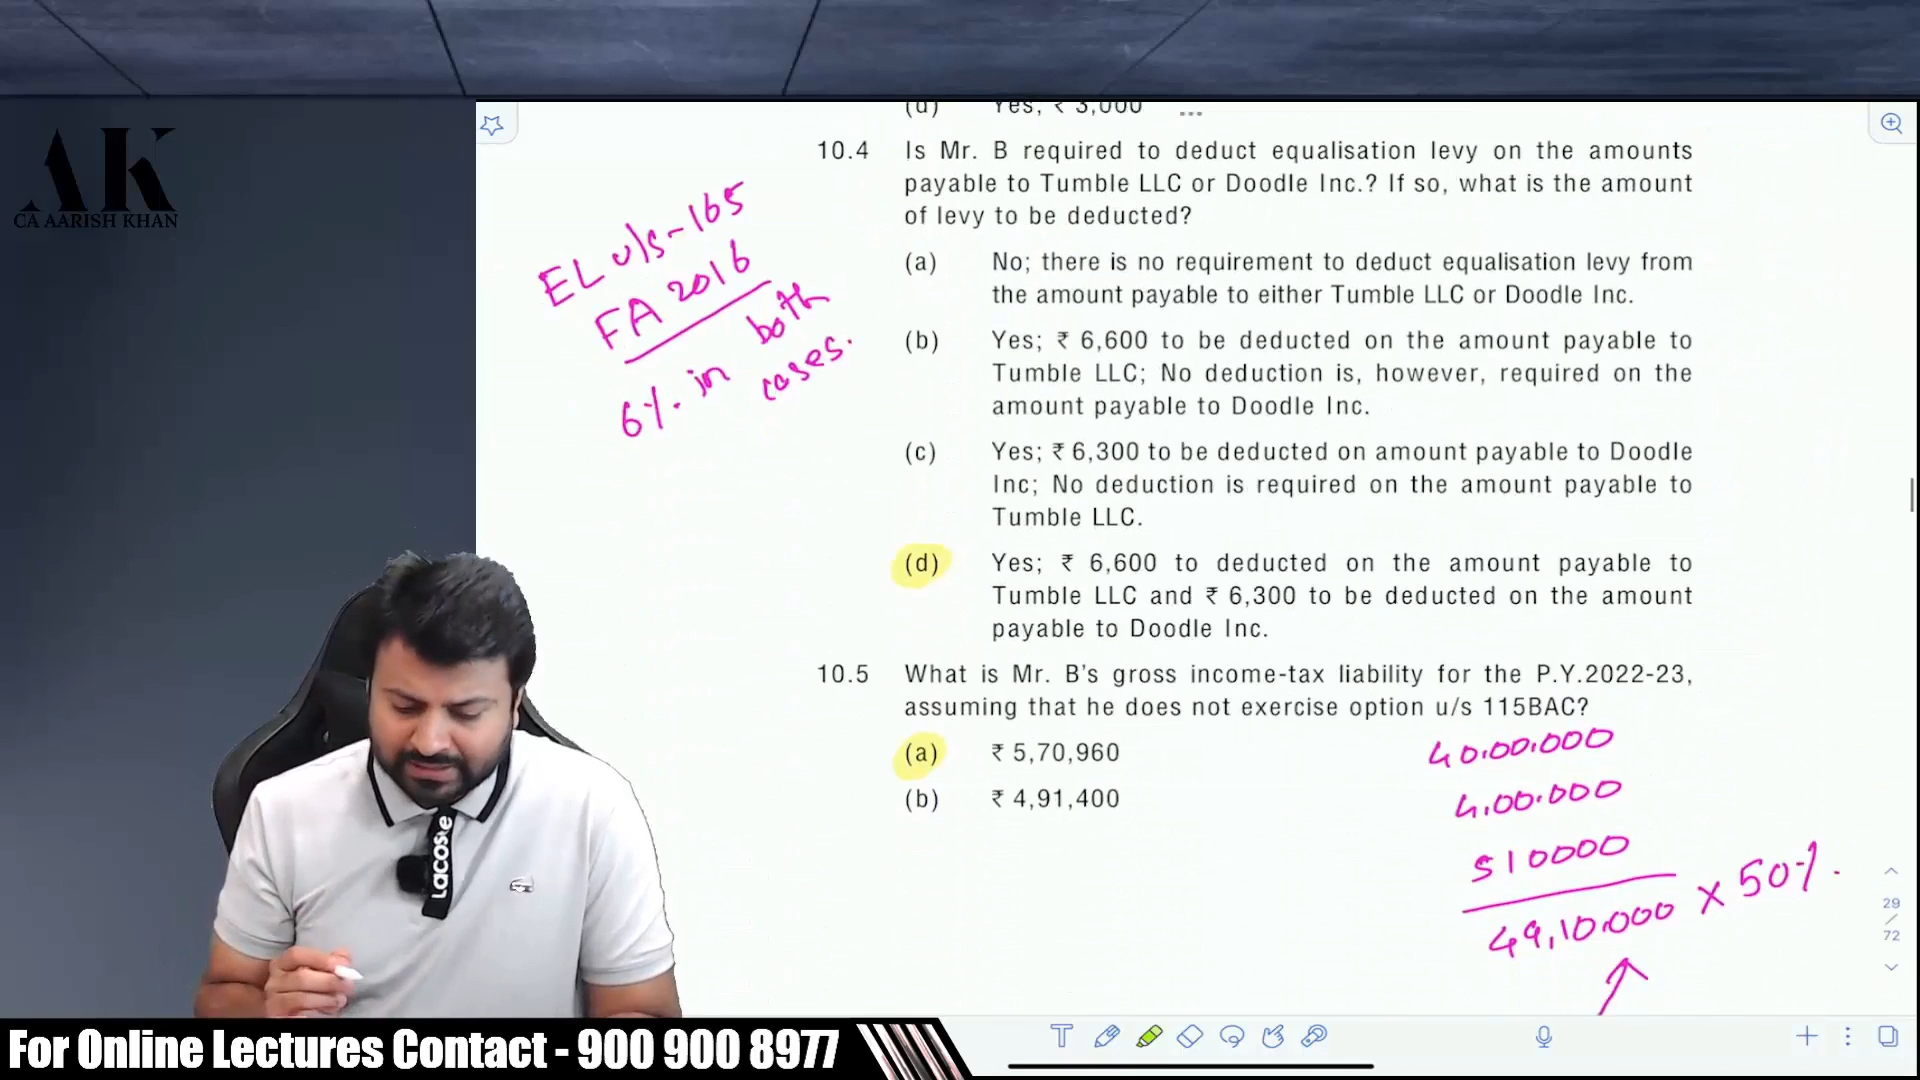 AK
CA AARISH KHAN
(d) Yes, ₹ 3,000
10.4 Is Mr. B required to deduct equalisation levy on the amounts
payable to Tumble LLC or Doodle Inc.? If so, what is the amount
of levy to be deducted?
(a) No; there is no requirement to deduct equalisation levy from
the amount payable to either Tumble LLC or Doodle Inc.
(b) Yes; ₹ 6,600 to be deducted on the amount payable to
Tumble LLC; No deduction is, however, required on the
amount payable to Doodle Inc.
(c) Yes; ₹ 6,300 to be deducted on amount payable to Doodle
Inc; No deduction is required on the amount payable to
Tumble LLC.
(d) Yes; ₹ 6,600 to deducted on the amount payable to
Tumble LLC and ₹ 6,300 to be deducted on the amount
payable to Doodle Inc.
10.5 What is Mr. B's gross income-tax liability for the P.Y.2022-23,
assuming that he does not exercise option u/s 115BAC?
(a) ₹ 5,70,960
(b) ₹ 4,91,400
EL u/s-165
FA 2016
6%. in both
cases.
40,00,000
4,00,000
510000
49,10,000 × 50%.
29
/
72
LACOSTE
T
For Online Lectures Contact - 900 900 8977